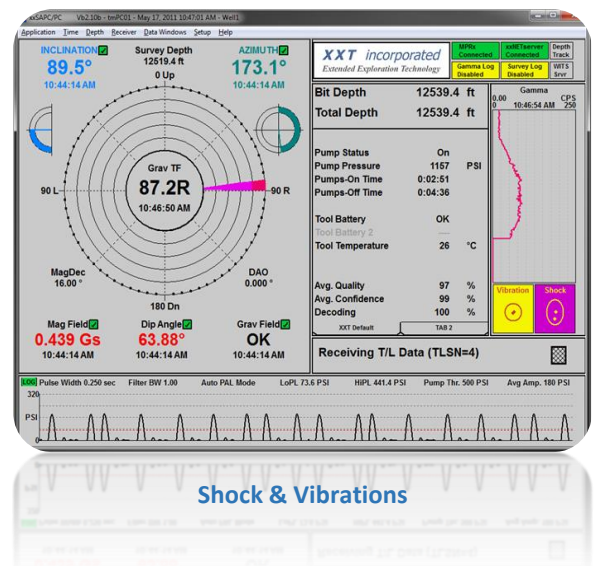 xxSAPC/PC Vb2.10b - tmPC01 - May 17, 2011 10:47:01 AM - Well1
Application Time Depth Receiver Data Windows Setup Help
INCLINATION
89.5°
10:44:14 AM
Survey Depth
12519.4 ft
0 Up
AZIMUTH
173.1°
10:44:14 AM
90 L
Grav TF
87.2R
10:46:50 AM
90 R
MagDec
16.00 °
DAO
0.000 °
180 Dn
Mag Field
0.439 Gs
10:44:14 AM
Dip Angle
63.88°
10:44:14 AM
Grav Field
OK
10:44:14 AM
XXT incorporated
Extended Exploration Technology
MPRx Connected
xxIETserver Connected
Depth Track
Gamma Log Disabled
Survey Log Disabled
WITS Srvr
Bit Depth 12539.4 ft
Total Depth 12539.4 ft
Pump Status On
Pump Pressure 1157 PSI
Pumps-On Time 0:02:51
Pumps-Off Time 0:04:36
Tool Battery OK
Tool Battery 2 ----
Tool Temperature 26 °C
Avg. Quality 97 %
Avg. Confidence 99 %
Decoding 100 %
XXT Default TAB 2
Gamma
0.00 CPS
10:46:54 AM 250
Vibration Shock
Receiving T/L Data (TLSN=4)
LOG Pulse Width 0.250 sec Filter BW 1.00 Auto PAL Mode LoPL 73.6 PSI HiPL 441.4 PSI Pump Thr. 500 PSI Avg Amp. 180 PSI
320
PSI
0
Shock & Vibrations